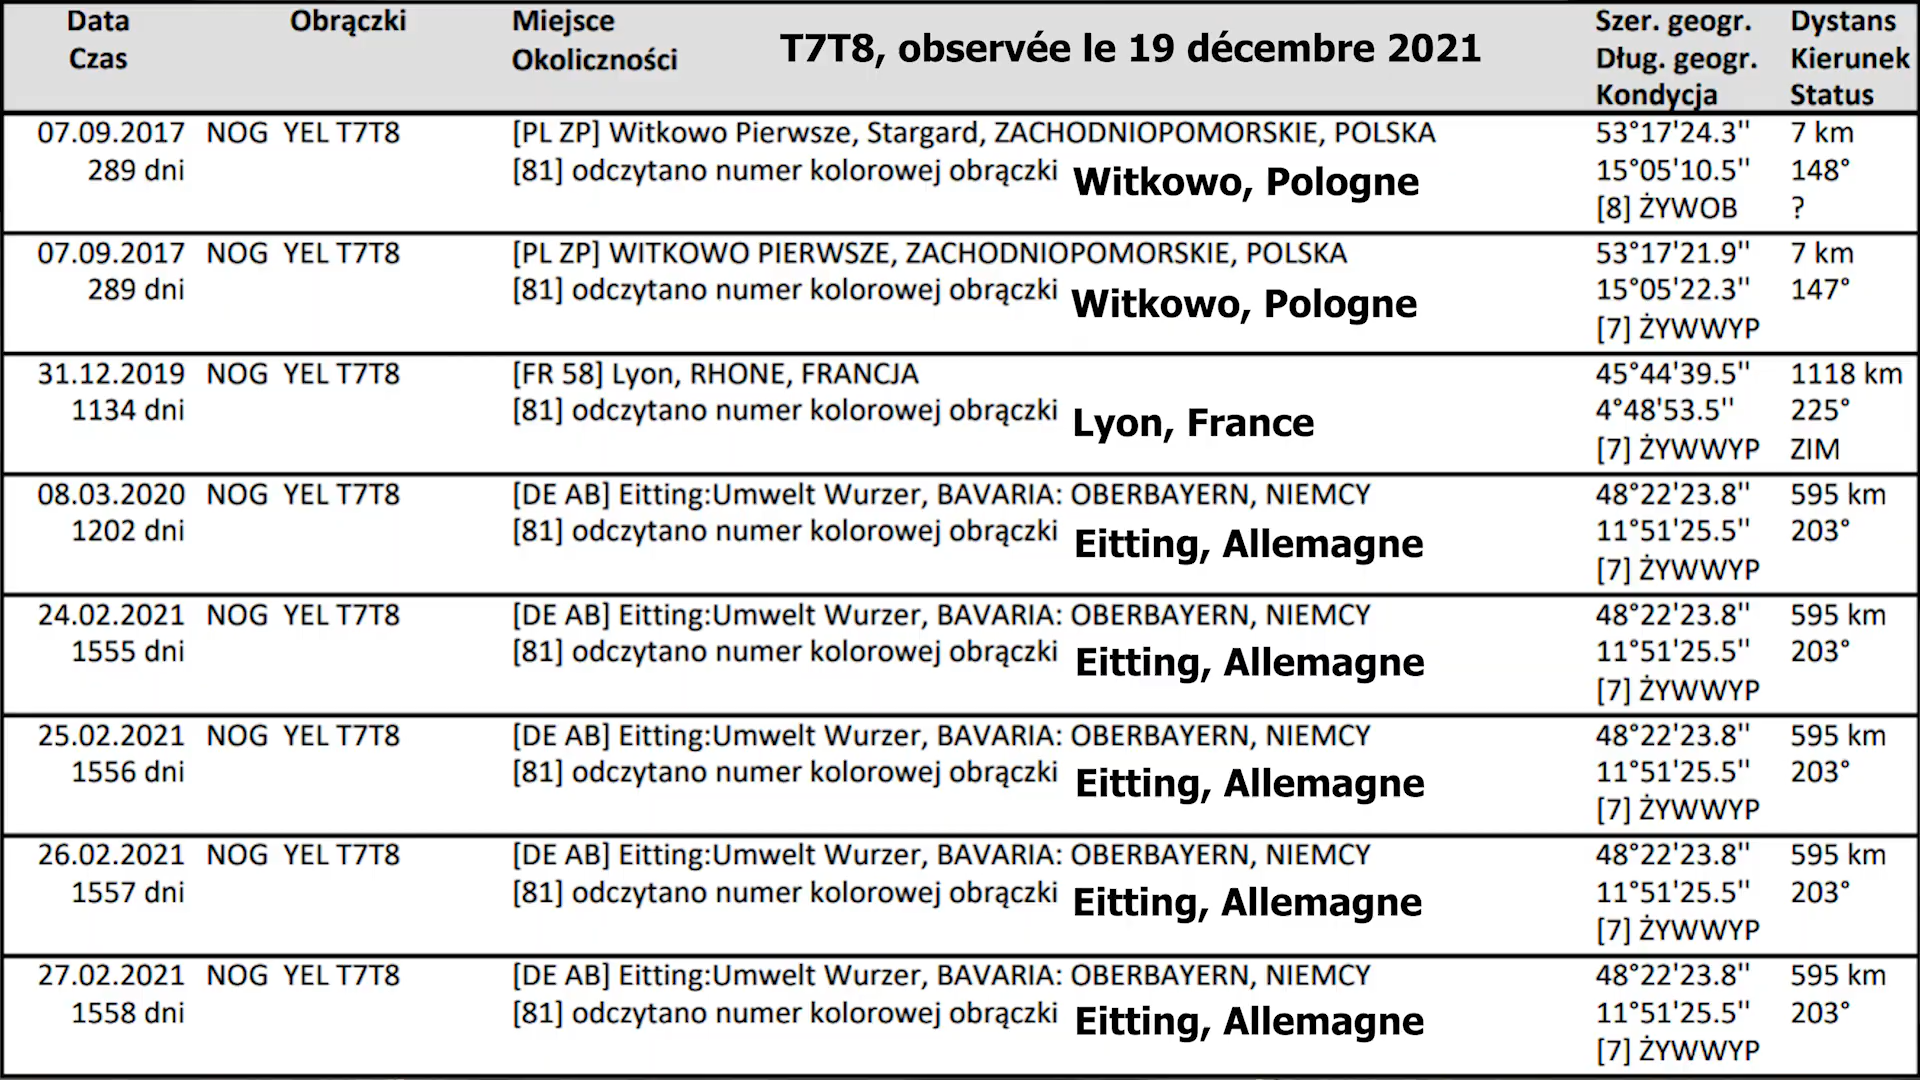 Data Obrączki Miejsce T7T8, observée le 19 décembre 2021 Szer. geogr. Dystans
Czas Okoliczności Dług. geogr. Kierunek
Kondycja Status
07.09.2017 NOG YEL T7T8 [PL ZP] Witkowo Pierwsze, Stargard, ZACHODNIOPOMORSKIE, POLSKA 53°17'24.3'' 7 km
289 dni [81] odczytano numer kolorowej obrączki Witkowo, Pologne 15°05'10.5'' 148°
[8] ŻYWOB ?
07.09.2017 NOG YEL T7T8 [PL ZP] WITKOWO PIERWSZE, ZACHODNIOPOMORSKIE, POLSKA 53°17'21.9'' 7 km
289 dni [81] odczytano numer kolorowej obrączki Witkowo, Pologne 15°05'22.3'' 147°
[7] ŻYWWYP
31.12.2019 NOG YEL T7T8 [FR 58] Lyon, RHONE, FRANCJA 45°44'39.5'' 1118 km
1134 dni [81] odczytano numer kolorowej obrączki Lyon, France 4°48'53.5'' 225°
[7] ŻYWWYP ZIM
08.03.2020 NOG YEL T7T8 [DE AB] Eitting:Umwelt Wurzer, BAVARIA: OBERBAYERN, NIEMCY 48°22'23.8'' 595 km
1202 dni [81] odczytano numer kolorowej obrączki Eitting, Allemagne 11°51'25.5'' 203°
[7] ŻYWWYP
24.02.2021 NOG YEL T7T8 [DE AB] Eitting:Umwelt Wurzer, BAVARIA: OBERBAYERN, NIEMCY 48°22'23.8'' 595 km
1555 dni [81] odczytano numer kolorowej obrączki Eitting, Allemagne 11°51'25.5'' 203°
[7] ŻYWWYP
25.02.2021 NOG YEL T7T8 [DE AB] Eitting:Umwelt Wurzer, BAVARIA: OBERBAYERN, NIEMCY 48°22'23.8'' 595 km
1556 dni [81] odczytano numer kolorowej obrączki Eitting, Allemagne 11°51'25.5'' 203°
[7] ŻYWWYP
26.02.2021 NOG YEL T7T8 [DE AB] Eitting:Umwelt Wurzer, BAVARIA: OBERBAYERN, NIEMCY 48°22'23.8'' 595 km
1557 dni [81] odczytano numer kolorowej obrączki Eitting, Allemagne 11°51'25.5'' 203°
[7] ŻYWWYP
27.02.2021 NOG YEL T7T8 [DE AB] Eitting:Umwelt Wurzer, BAVARIA: OBERBAYERN, NIEMCY 48°22'23.8'' 595 km
1558 dni [81] odczytano numer kolorowej obrączki Eitting, Allemagne 11°51'25.5'' 203°
[7] ŻYWWYP